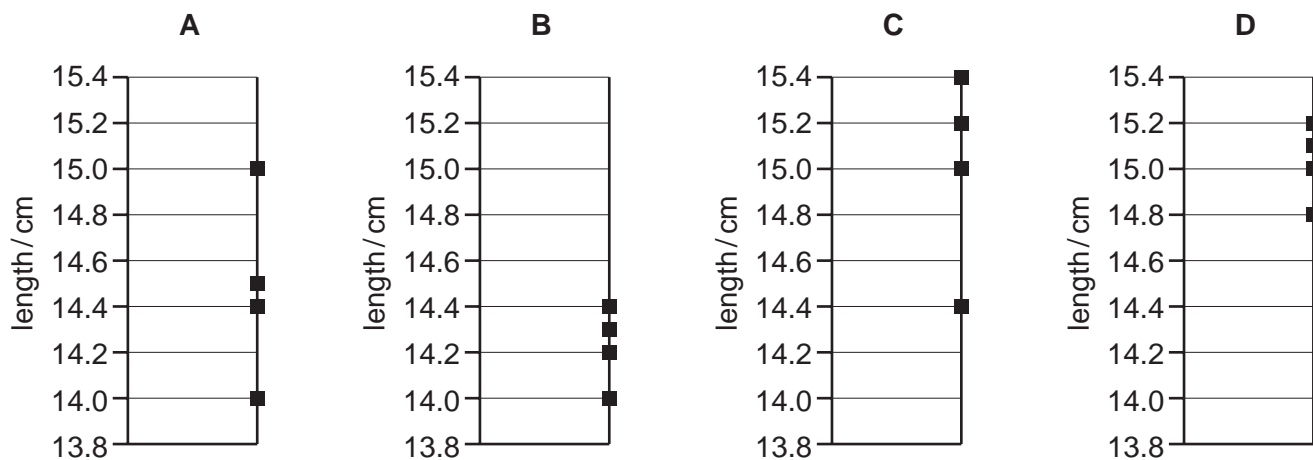 A B C D
15.4 15.4 15.4 15.4
15.2 15.2 15.2 15.2
15.0 15.0 15.0 15.0
14.8 14.8 14.8 14.8
14.6 14.6 14.6 14.6
14.4 14.4 14.4 14.4
14.2 14.2 14.2 14.2
14.0 14.0 14.0 14.0
13.8 13.8 13.8 13.8
length / cm length / cm length / cm length / cm